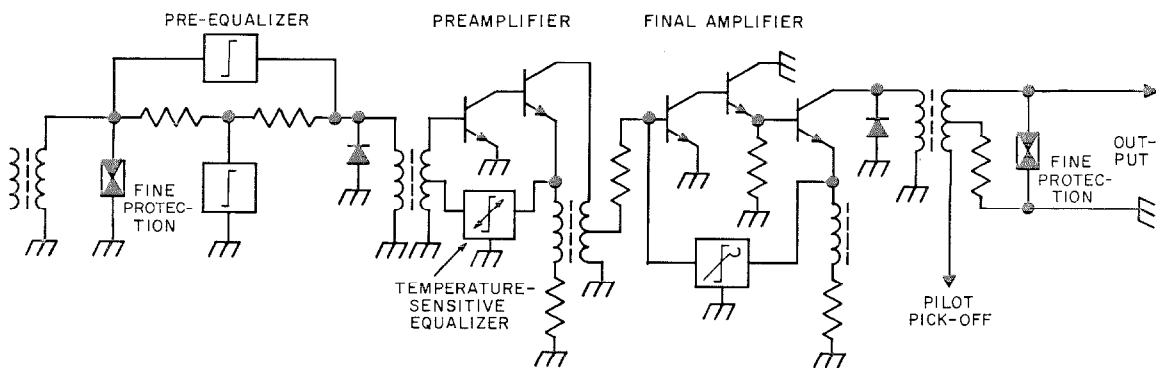 PRE-EQUALIZER
PREAMPLIFIER
FINAL AMPLIFIER
FINE
PROTEC-
TION
TEMPERATURE-
SENSITIVE
EQUALIZER
OUT-
PUT
FINE
PROTEC-
TION
PILOT
PICK-OFF